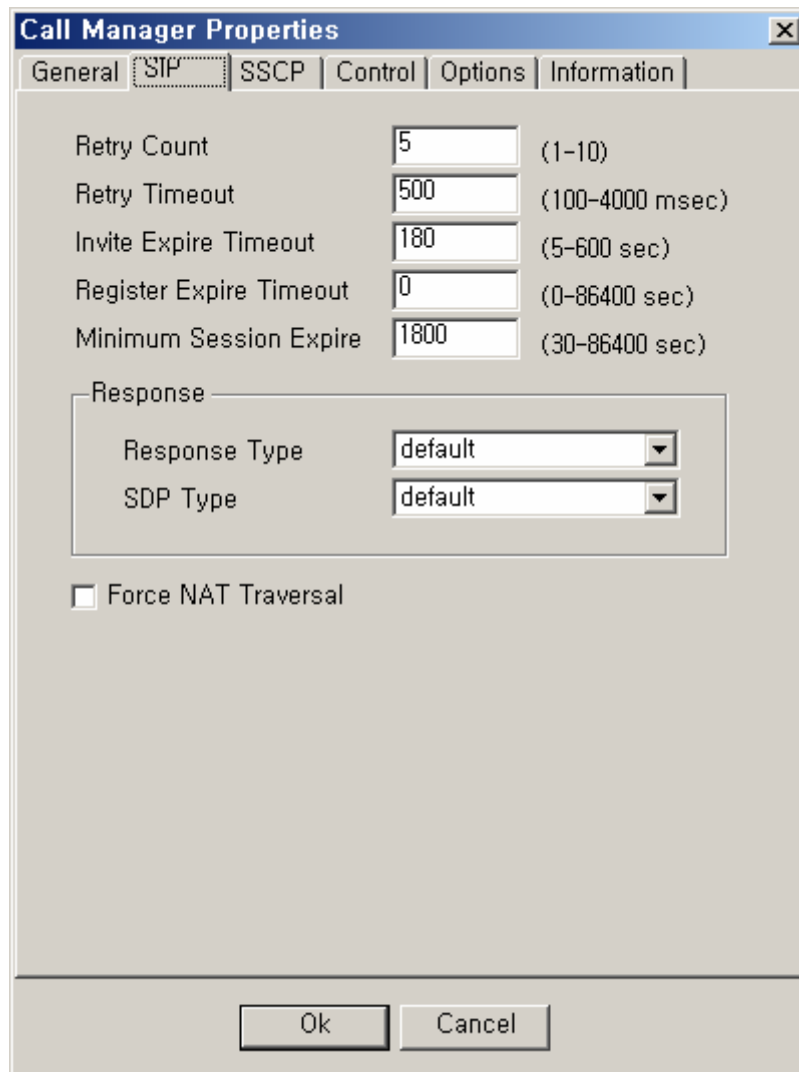 Call Manager Properties
General SIP SSCP Control Options Information
Retry Count 5 (1-10)
Retry Timeout 500 (100-4000 msec)
Invite Expire Timeout 180 (5-600 sec)
Register Expire Timeout 0 (0-86400 sec)
Minimum Session Expire 1800 (30-86400 sec)
Response
Response Type default
SDP Type default
Force NAT Traversal
Ok Cancel